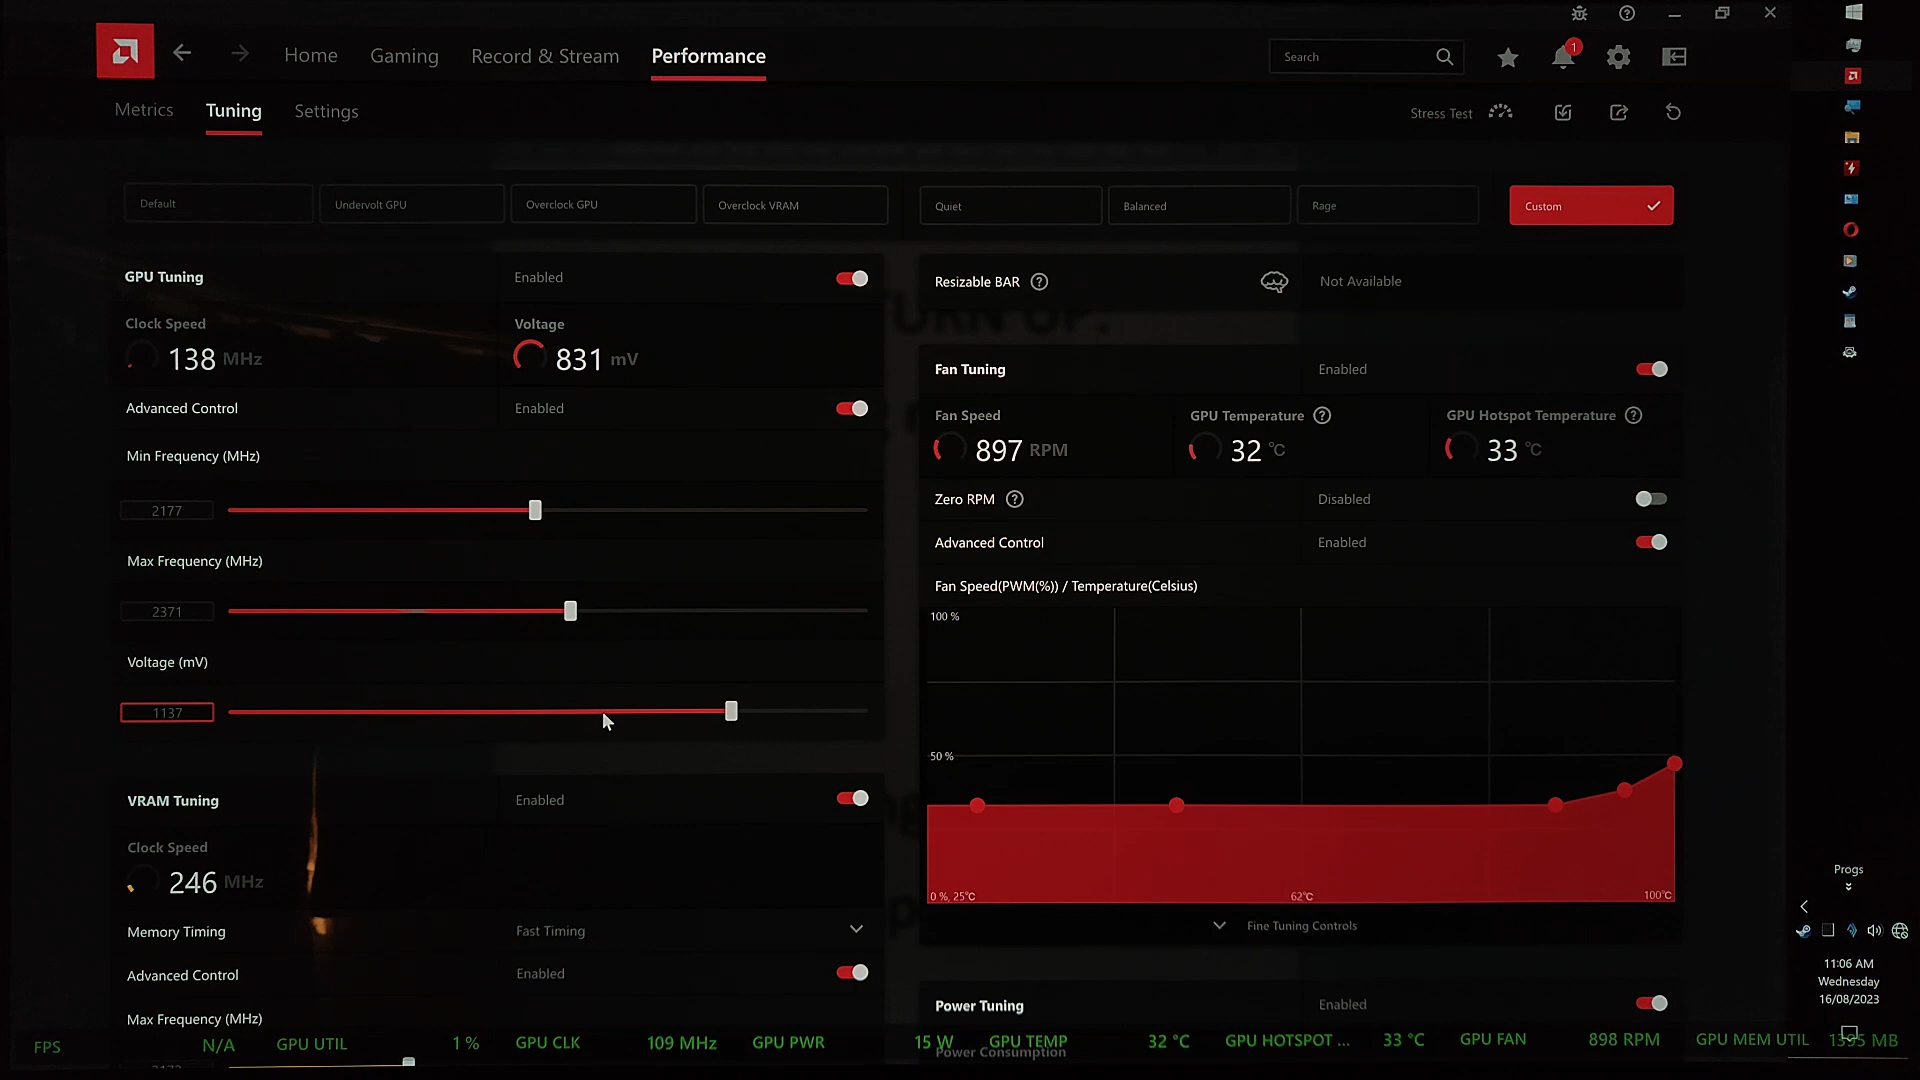 Home
Gaming
Record & Stream
Performance
Search
1
Metrics
Tuning
Settings
Stress Test
Default
Undervolt GPU
Overclock GPU
Overclock VRAM
Quiet
Balanced
Rage
Custom
GPU Tuning
Enabled
Clock Speed
138 MHz
Voltage
831 mV
Advanced Control
Enabled
Min Frequency (MHz)
2177
Max Frequency (MHz)
2371
Voltage (mV)
1137
VRAM Tuning
Enabled
Clock Speed
246 MHz
Memory Timing
Fast Timing
Advanced Control
Enabled
Max Frequency (MHz)
Resizable BAR
Not Available
TURN UP.
Fan Tuning
Enabled
Fan Speed
897 RPM
GPU Temperature
32 °C
GPU Hotspot Temperature
33 °C
Zero RPM
Disabled
Advanced Control
Enabled
Fan Speed(PWM(%)) / Temperature(Celsius)
100 %
50 %
0 %, 25°C
62°C
100°C
Fine Tuning Controls
Power Tuning
Enabled
Power Consumption
FPS
N/A
GPU UTIL
1 %
GPU CLK
109 MHz
GPU PWR
15 W
GPU TEMP
32 °C
GPU HOTSPOT ...
33 °C
GPU FAN
898 RPM
GPU MEM UTIL
1395 MB
Progs
11:06 AM
Wednesday
16/08/2023